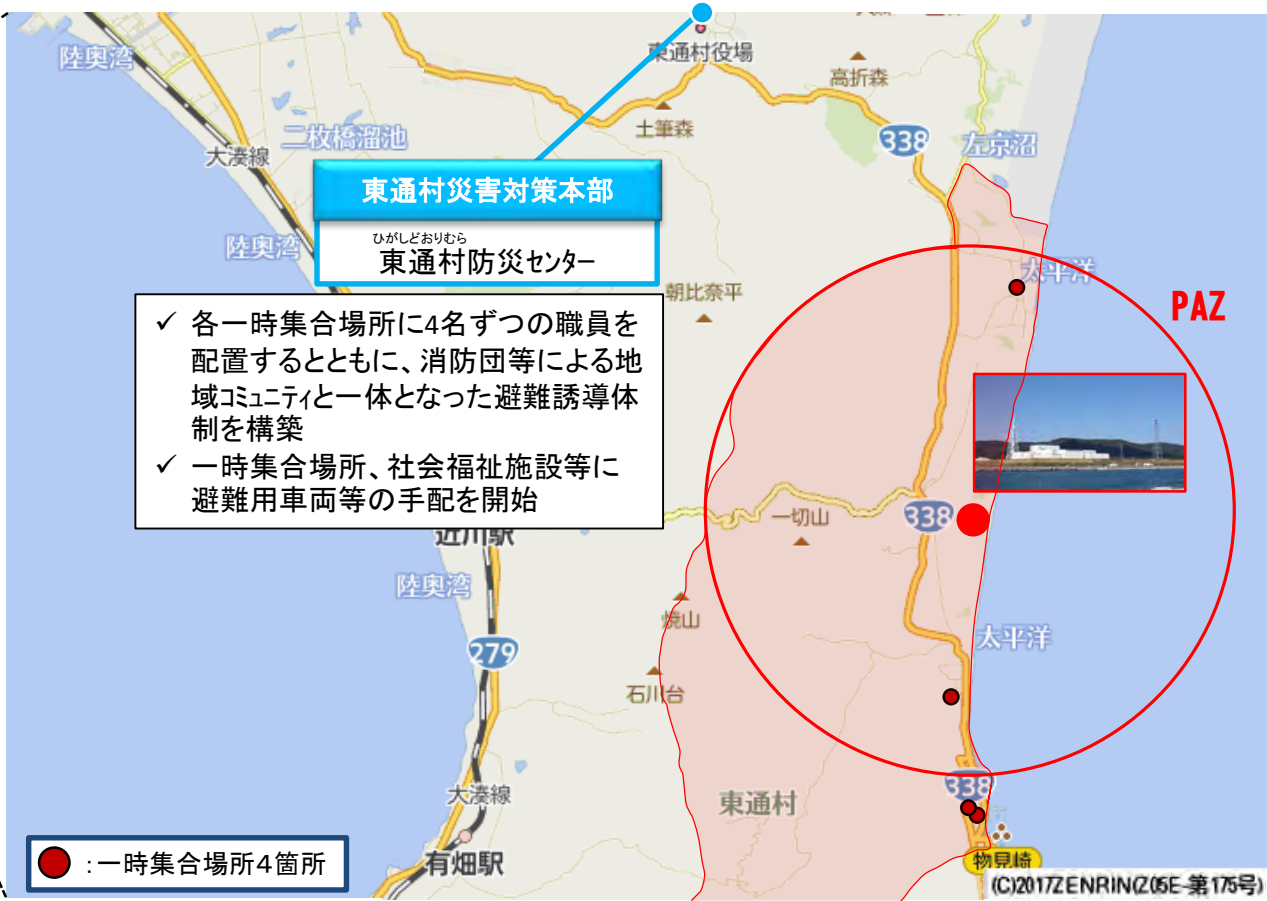 陸奥湾
東通村役場
高折森
土筆森
二枚橋溜池
大湊線
338
左京沼
東通村災害対策本部
ひがしどおりむら
東通村防災センター
陸奥湾
太平洋
朝比奈平
PAZ
✓ 各一時集合場所に4名ずつの職員を
配置するとともに、消防団等による地
域コミュニティと一体となった避難誘導体
制を構築
✓ 一時集合場所、社会福祉施設等に
避難用車両等の手配を開始
一切山
338
近川駅
陸奥湾
焼山
太平洋
279
石川台
338
大湊線
東通村
:一時集合場所4箇所
有畑駅
物見崎
(C)2017ZENRIN(Z05E-第175号)